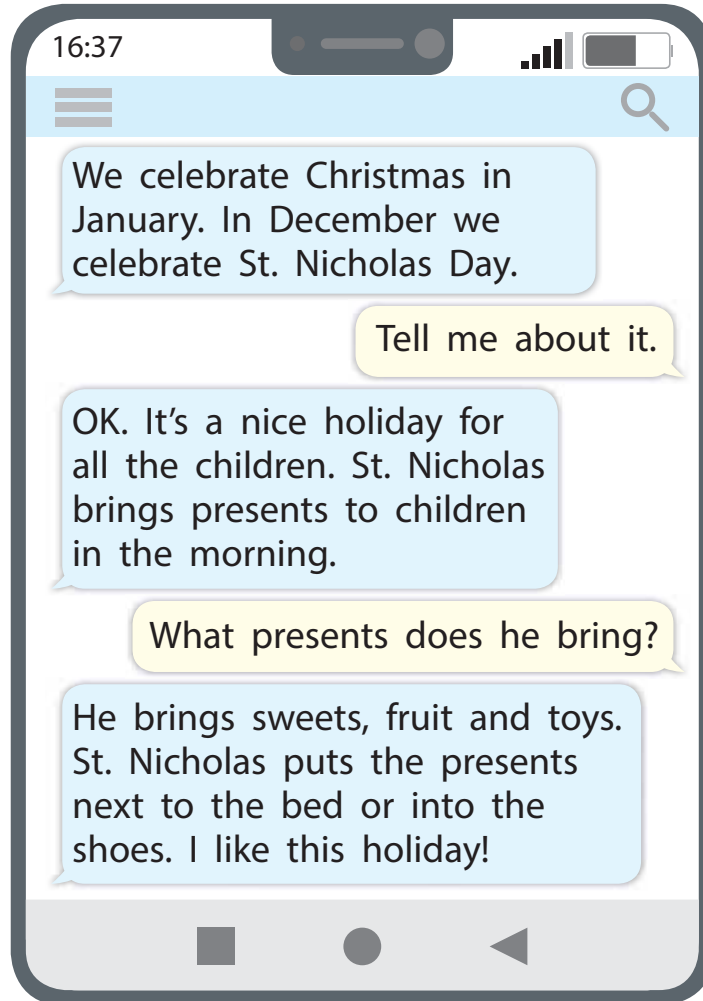 16:37
We celebrate Christmas in
January. In December we
celebrate St. Nicholas Day.
Tell me about it.
OK. It’s a nice holiday for
all the children. St. Nicholas
brings presents to children
in the morning.
What presents does he bring?
He brings sweets, fruit and toys.
St. Nicholas puts the presents
next to the bed or into the
shoes. I like this holiday!